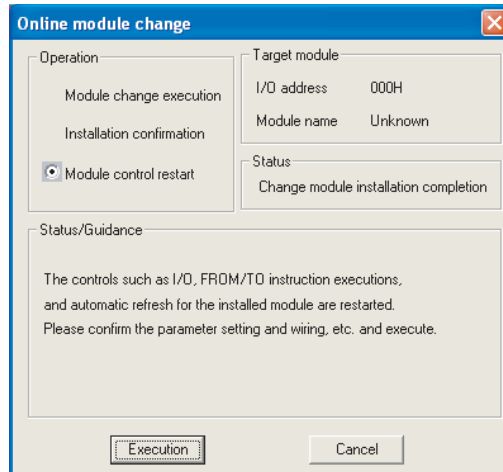 Online module change
Operation
Module change execution
Installation confirmation
Module control restart
Target module
I/O address 000H
Module name Unknown
Status
Change module installation completion
Status/Guidance
The controls such as I/O, FROM/TO instruction executions,
and automatic refresh for the installed module are restarted.
Please confirm the parameter setting and wiring, etc. and execute.
Execution
Cancel